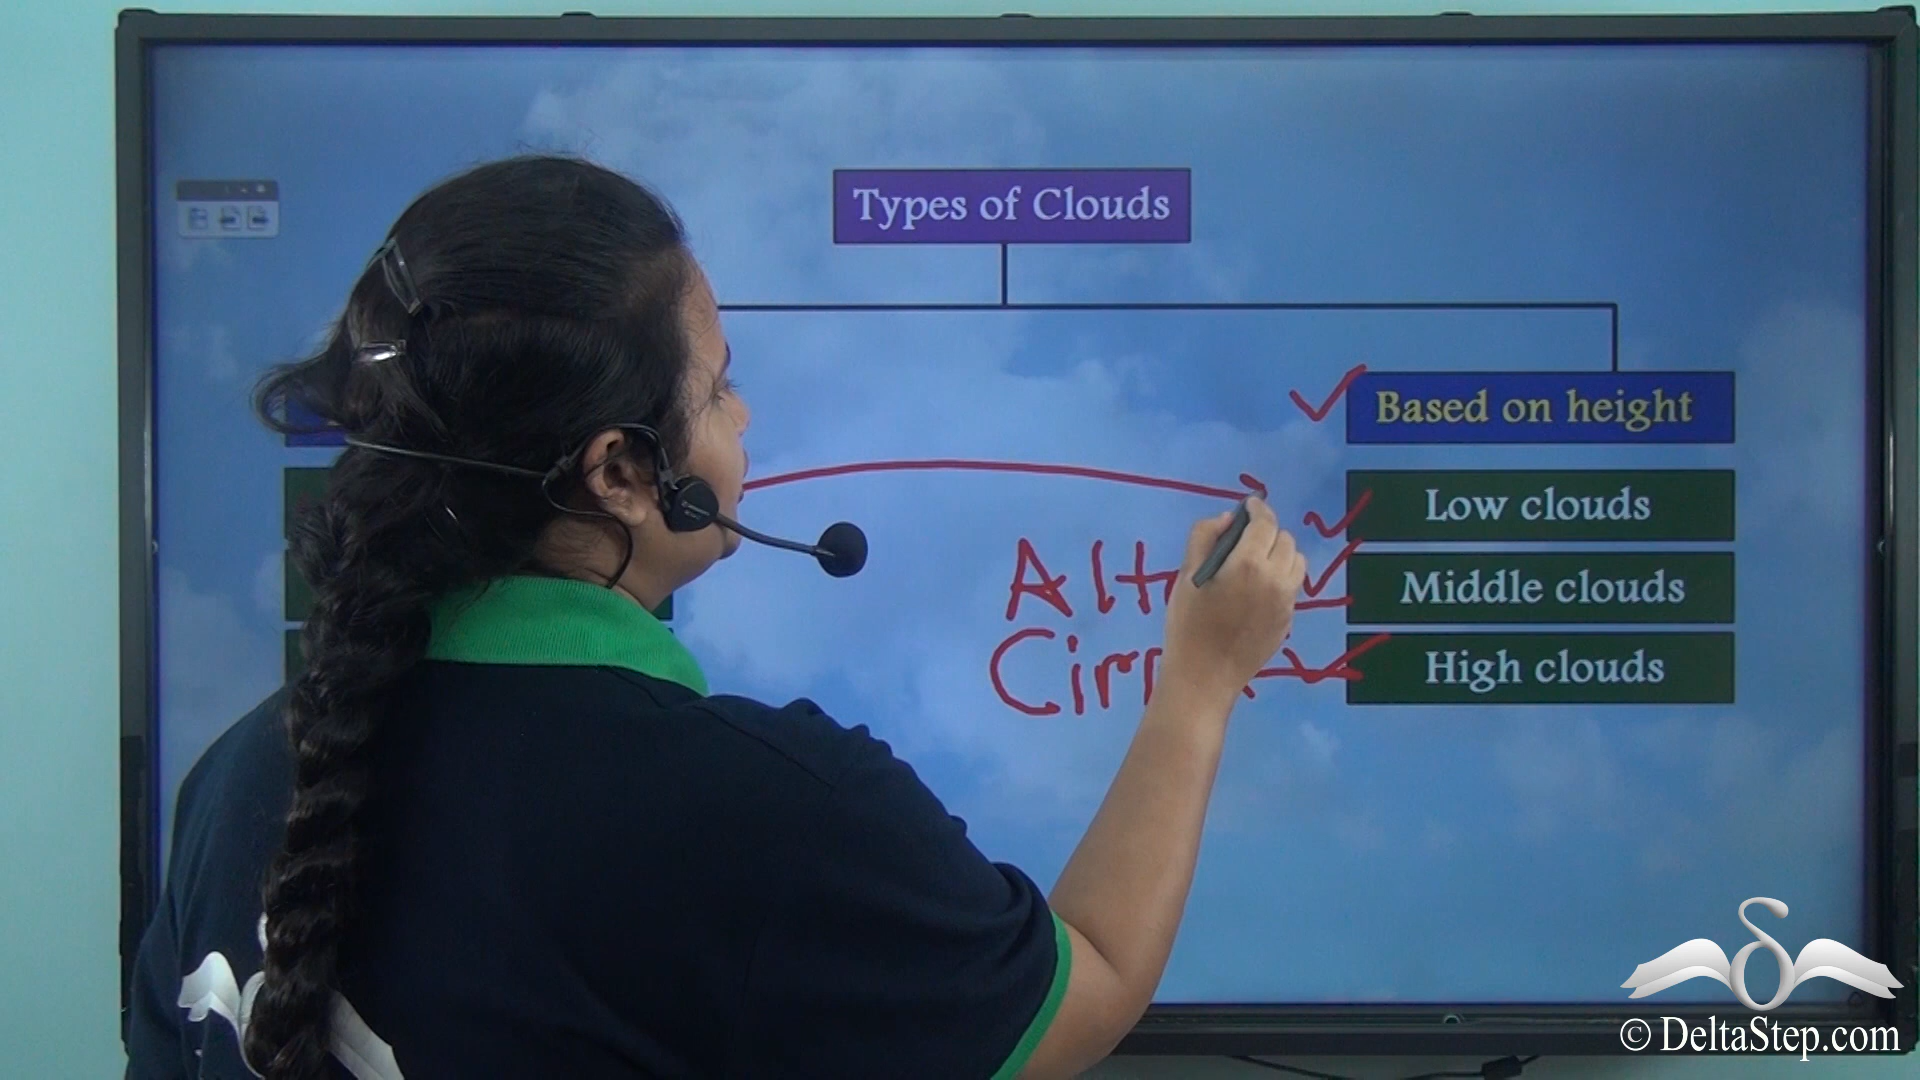 Types of Clouds
Based on height
Low clouds
Middle clouds
High clouds
© DeltaStep.com